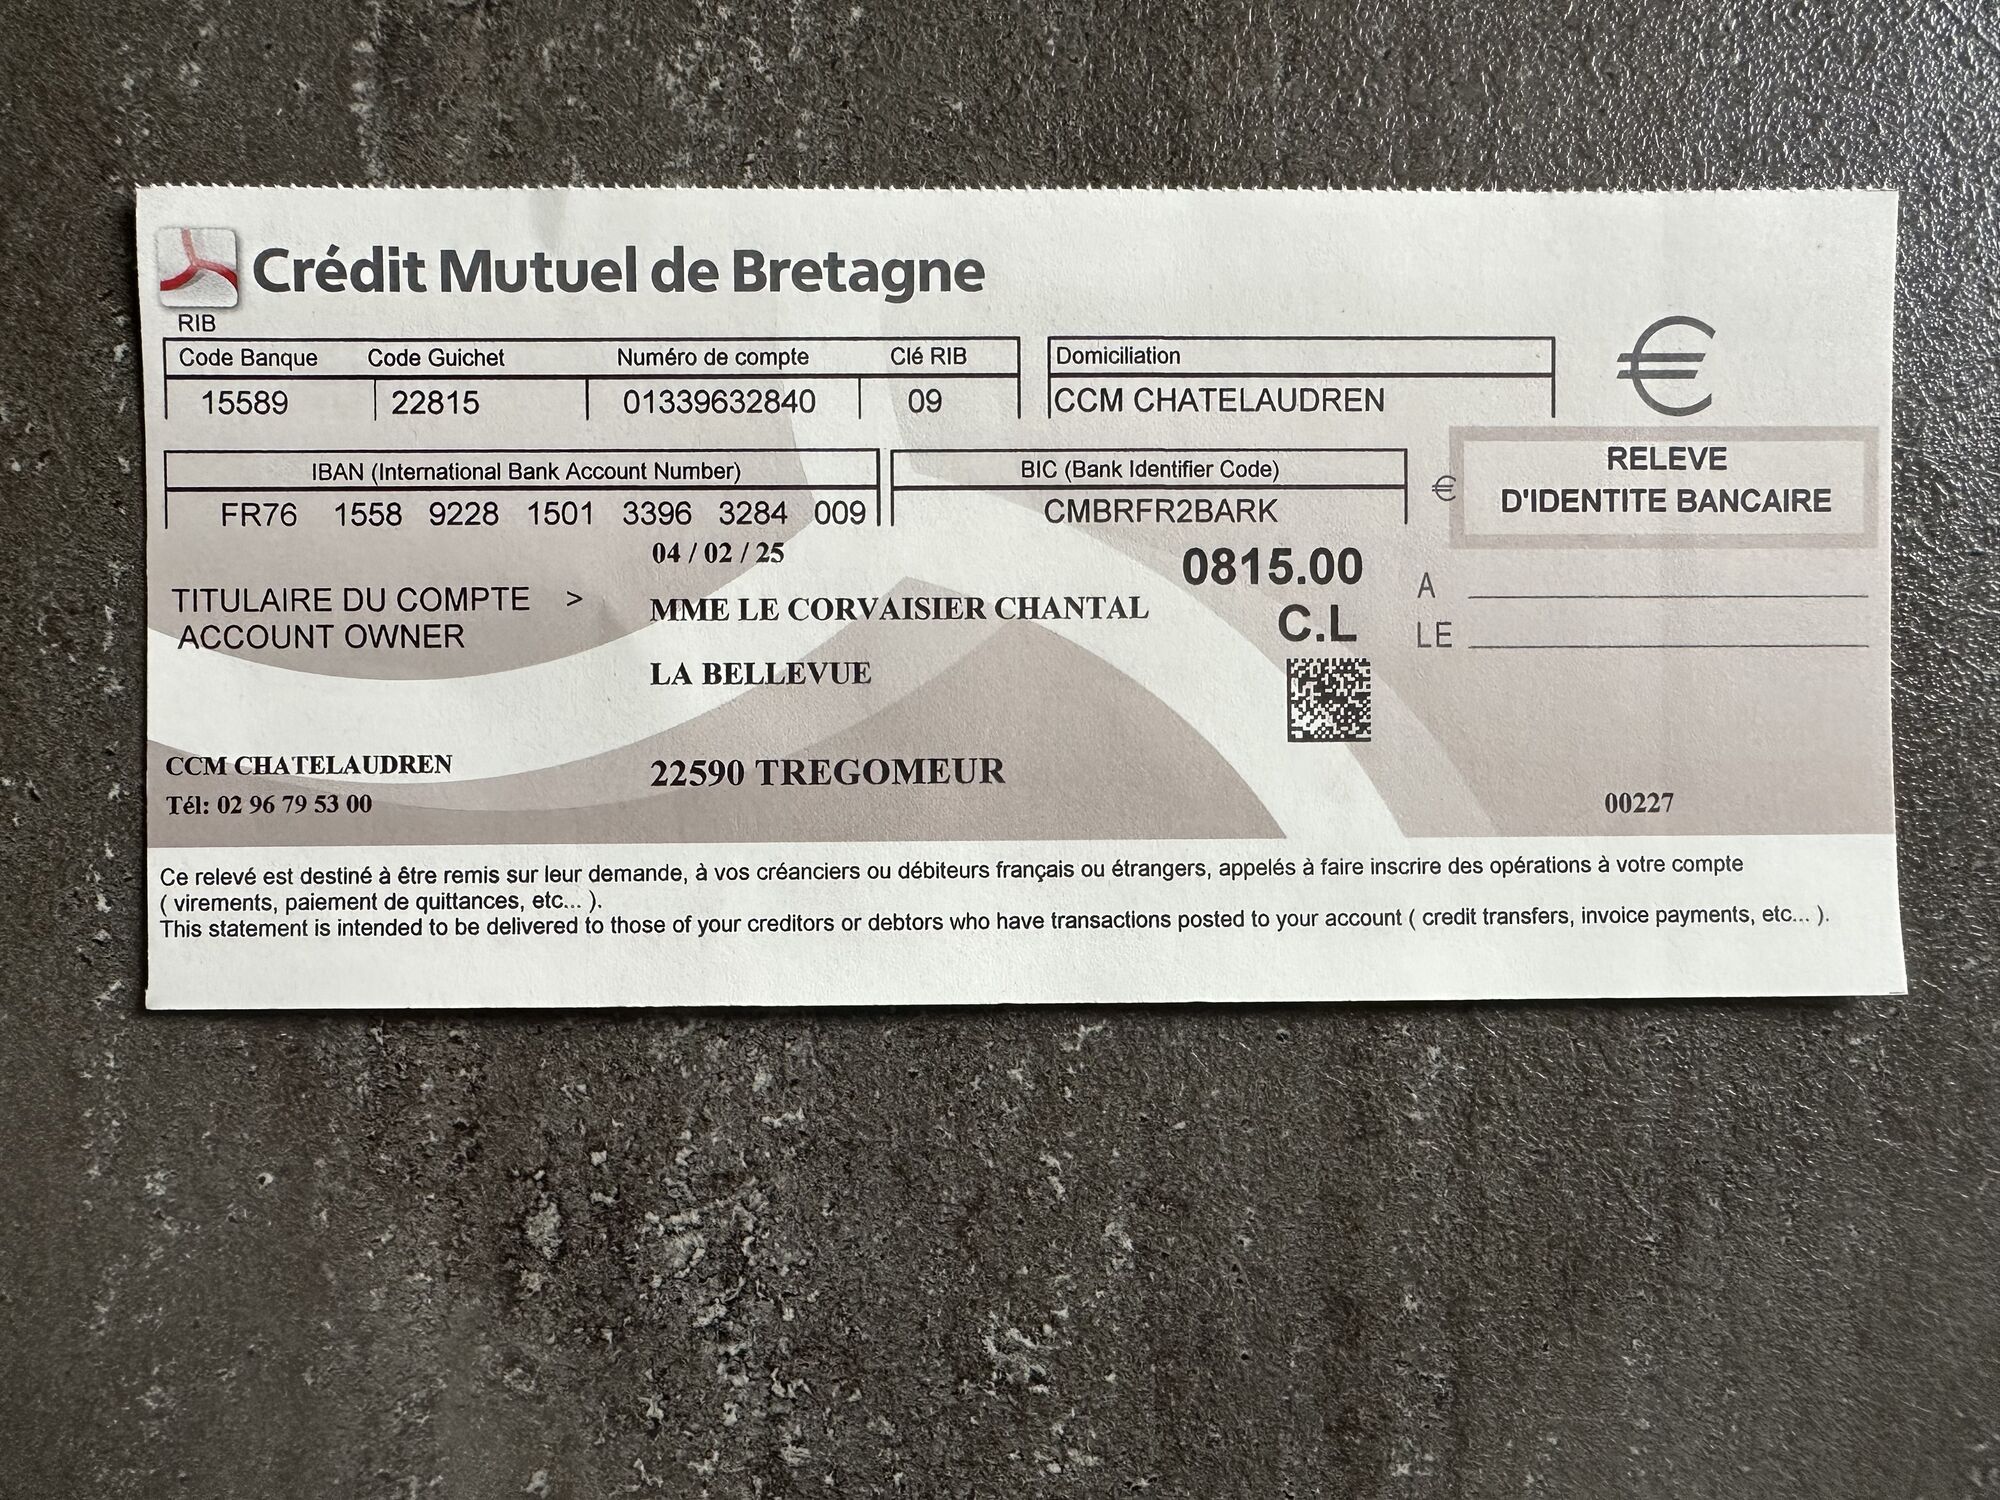 Crédit Mutuel de Bretagne
RIB
Code Banque Code Guichet Numéro de compte Clé RIB
15589 22815 01339632840 09
Domiciliation
CCM CHATELAUDREN
€
IBAN (International Bank Account Number)
FR76 1558 9228 1501 3396 3284 009
BIC (Bank Identifier Code)
CMBRFR2BARK
€
RELEVE
D'IDENTITE BANCAIRE
04 / 02 / 25
0815.00
C.L
A
LE
TITULAIRE DU COMPTE >
ACCOUNT OWNER
MME LE CORVAISIER CHANTAL
LA BELLEVUE
22590 TREGOMEUR
CCM CHATELAUDREN
Tél: 02 96 79 53 00
00227
Ce relevé est destiné à être remis sur leur demande, à vos créanciers ou débiteurs français ou étrangers, appelés à faire inscrire des opérations à votre compte
( virements, paiement de quittances, etc... ).
This statement is intended to be delivered to those of your creditors or debtors who have transactions posted to your account ( credit transfers, invoice payments, etc... ).